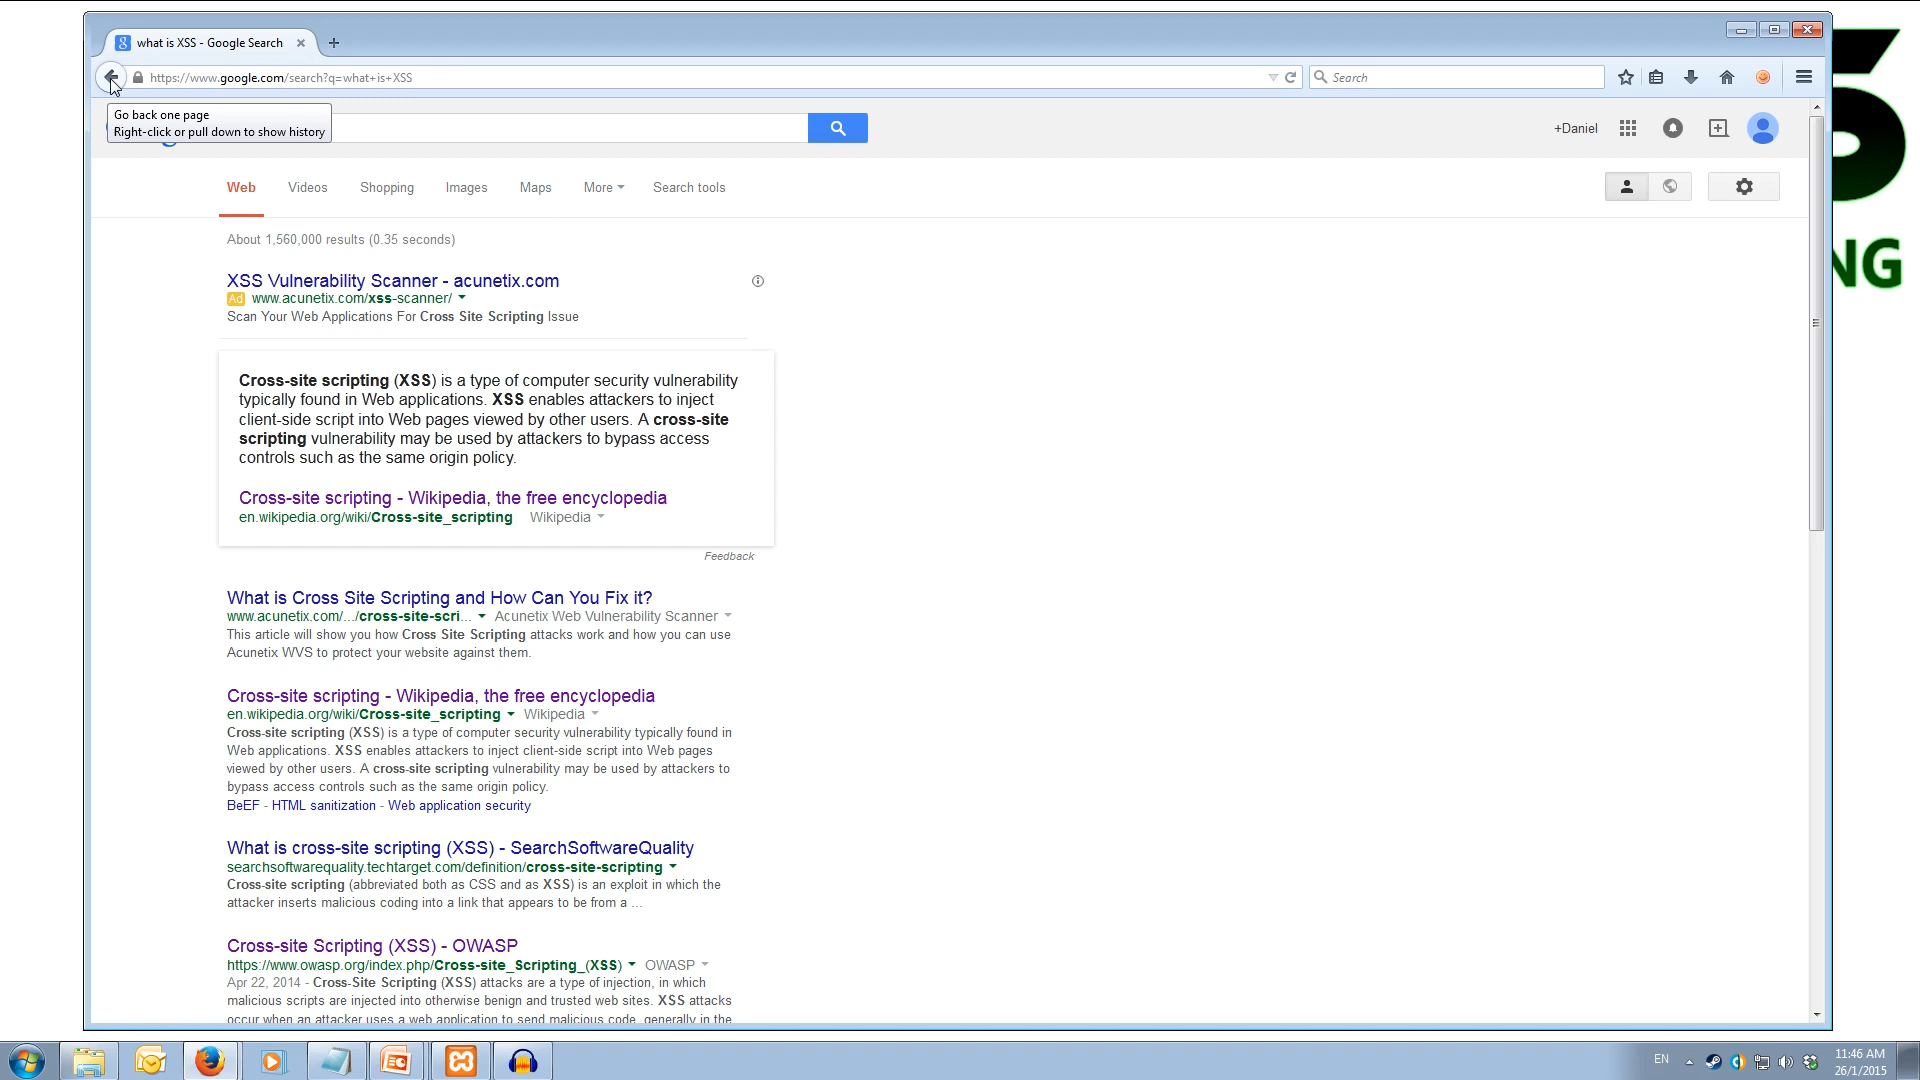 what is XSS - Google Search
https://www.google.com/search?q=what+is+XSS
Search
Go back one page
Right-click or pull down to show history
+Daniel
Web Videos Shopping Images Maps More Search tools
About 1,560,000 results (0.35 seconds)
XSS Vulnerability Scanner - acunetix.com
Ad www.acunetix.com/xss-scanner/
Scan Your Web Applications For Cross Site Scripting Issue
Cross-site scripting (XSS) is a type of computer security vulnerability
typically found in Web applications. XSS enables attackers to inject
client-side script into Web pages viewed by other users. A cross-site
scripting vulnerability may be used by attackers to bypass access
controls such as the same origin policy.
Cross-site scripting - Wikipedia, the free encyclopedia
en.wikipedia.org/wiki/Cross-site_scripting Wikipedia
Feedback
What is Cross Site Scripting and How Can You Fix it?
www.acunetix.com/.../cross-site-scri... Acunetix Web Vulnerability Scanner
This article will show you how Cross Site Scripting attacks work and how you can use
Acunetix WVS to protect your website against them.
Cross-site scripting - Wikipedia, the free encyclopedia
en.wikipedia.org/wiki/Cross-site_scripting Wikipedia
Cross-site scripting (XSS) is a type of computer security vulnerability typically found in
Web applications. XSS enables attackers to inject client-side script into Web pages
viewed by other users. A cross-site scripting vulnerability may be used by attackers to
bypass access controls such as the same origin policy.
BeEF - HTML sanitization - Web application security
What is cross-site scripting (XSS) - SearchSoftwareQuality
searchsoftwarequality.techtarget.com/definition/cross-site-scripting
Cross-site scripting (abbreviated both as CSS and as XSS) is an exploit in which the
attacker inserts malicious coding into a link that appears to be from a ...
Cross-site Scripting (XSS) - OWASP
https://www.owasp.org/index.php/Cross-site_Scripting_(XSS) OWASP
Apr 22, 2014 - Cross-Site Scripting (XSS) attacks are a type of injection, in which
malicious scripts are injected into otherwise benign and trusted web sites. XSS attacks
occur when an attacker uses a web application to send malicious code, generally in the
NG
EN
11:46 AM
26/1/2015